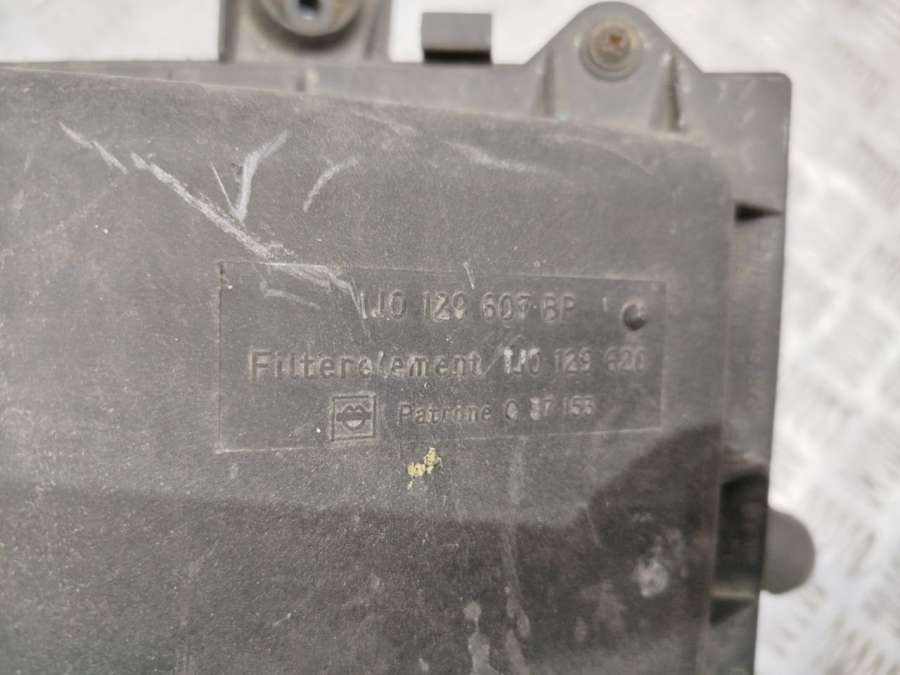 1J0 129 607 BP
Filterelement/1J0 129 620
Patrone C 37 153